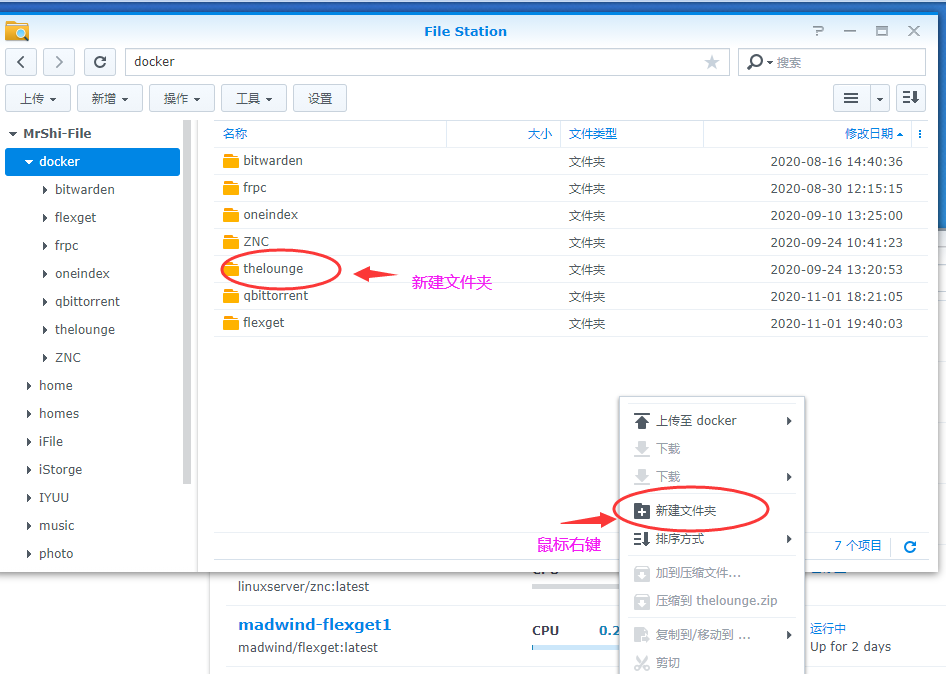 File Station
docker
搜索
上传 新增 操作 工具 设置
MrShi-File
docker
bitwarden
flexget
frpc
oneindex
qbittorrent
thelounge
ZNC
home
homes
iFile
iStorge
IYUU
music
photo
名称 大小 文件类型 修改日期
bitwarden 文件夹 2020-08-16 14:40:36
frpc 文件夹 2020-08-30 12:15:15
oneindex 文件夹 2020-09-10 13:25:00
ZNC 文件夹 2020-09-24 10:41:23
thelounge 文件夹 2020-09-24 13:20:53
qbittorrent 文件夹 2020-11-01 18:21:05
flexget 文件夹 2020-11-01 19:40:03
新建文件夹
上传至 docker
下载
下载
新建文件夹
排序方式
加到压缩文件...
压缩到 thelounge.zip
复制到/移动到 ...
剪切
鼠标右键
7 个项目
linuxserver/znc:latest
madwind-flexget1
madwind/flexget:latest
CPU 0.2
运行中
Up for 2 days